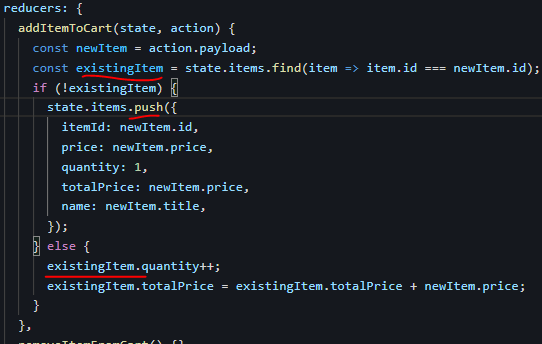 reducers: {
addItemToCart(state, action) {
const newItem = action.payload;
const existingItem = state.items.find(item => item.id === newItem.id);
if (!existingItem) {
state.items.push({
itemId: newItem.id,
price: newItem.price,
quantity: 1,
totalPrice: newItem.price,
name: newItem.title,
});
} else {
existingItem.quantity++;
existingItem.totalPrice = existingItem.totalPrice + newItem.price;
}
},
removeItemFromCart() {}